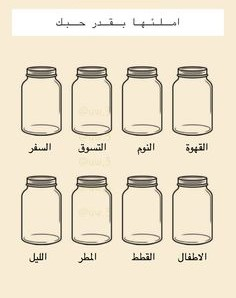 املئها بقدر حبك
القهوة النوم التسوق السفر
الاطفال القطط المطر الليل